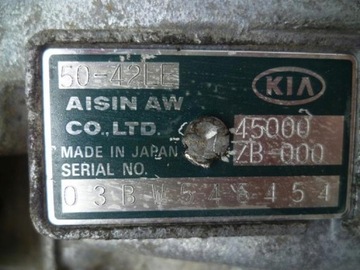 50-42LE
KIA
AISIN AW
CO.,LTD.
45000
MADE IN JAPAN
ZB-000
SERIAL NO.
03BW545454